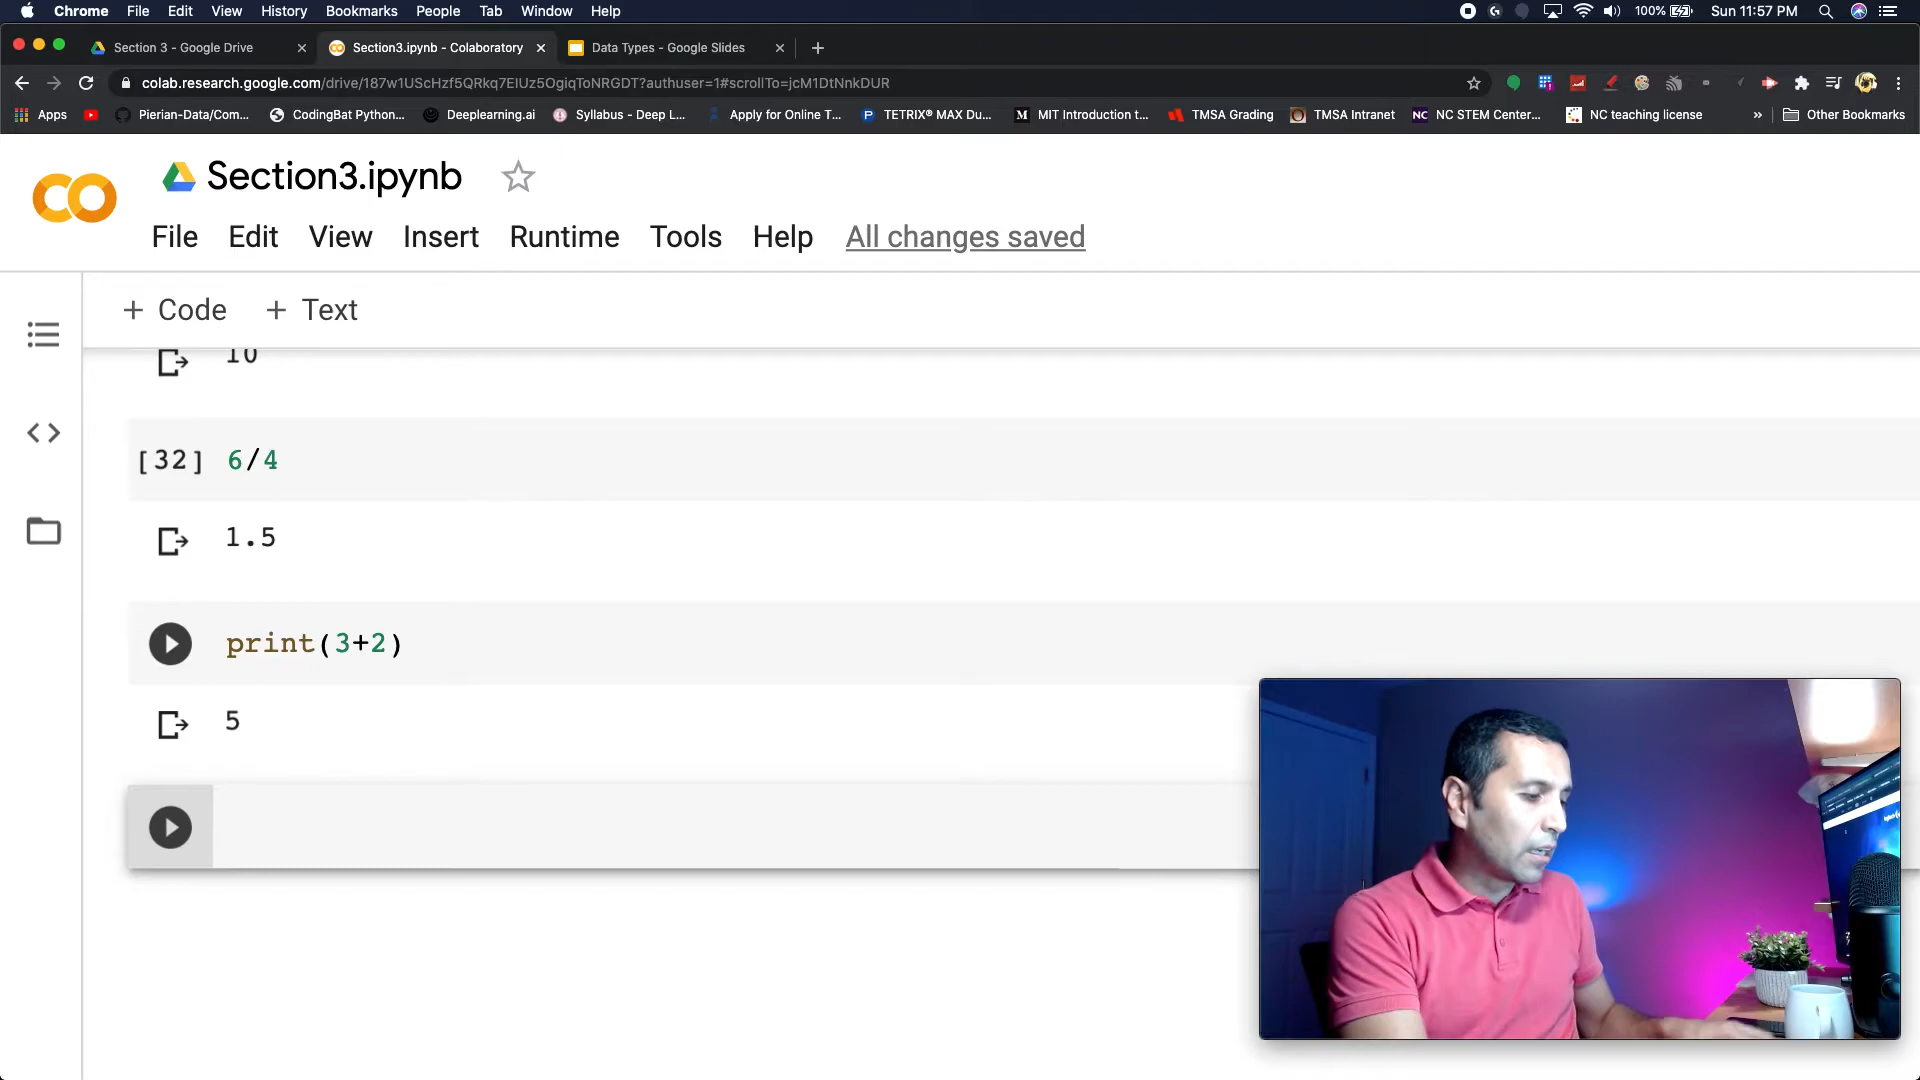 Chrome File Edit View History Bookmarks People Tab Window Help 100% Sun 11:57 PM
Section 3 - Google Drive Section3.ipynb - Colaboratory Data Types - Google Slides
colab.research.google.com/drive/187w1UScHzf5QRkq7EIUz5OgiqToNRGDT?authuser=1#scrollTo=jcM1DtNnkDUR
Apps Pierian-Data/Com... CodingBat Python... Deeplearning.ai Syllabus - Deep L... Apply for Online T... TETRIX® MAX Du... M MIT Introduction t... TMSA Grading TMSA Intranet NC NC STEM Center... NC teaching license » Other Bookmarks
CO Section3.ipynb
File Edit View Insert Runtime Tools Help All changes saved
+ Code + Text
10
[32] 6/4
1.5
print(3+2)
5